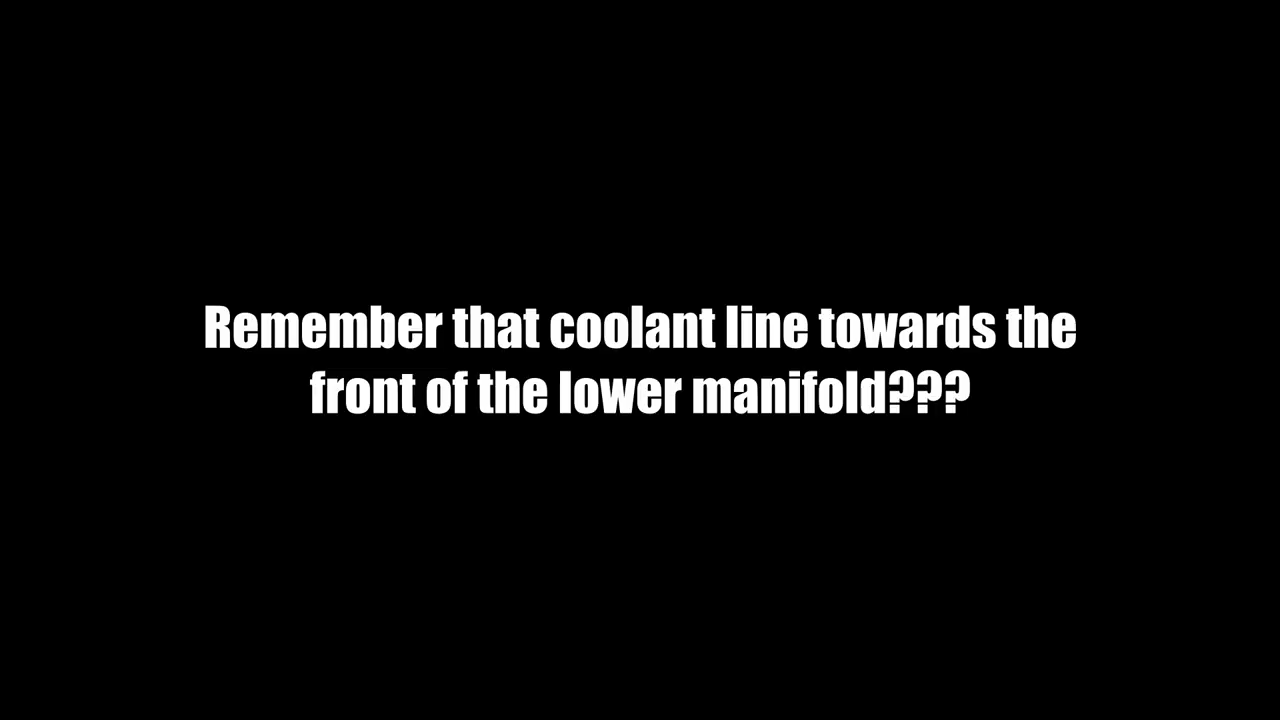 Remember that coolant line towards the
front of the lower manifold???